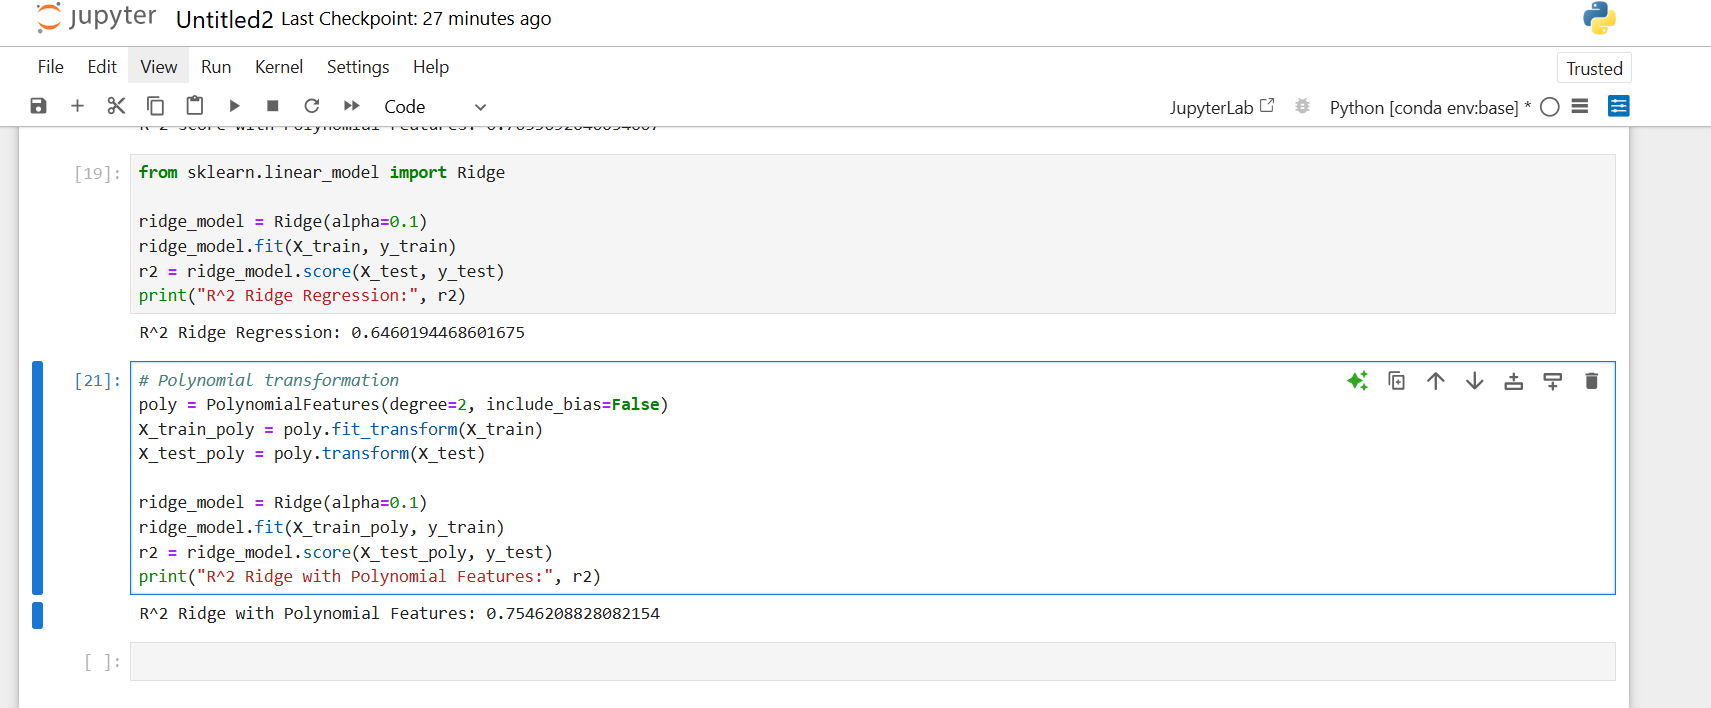 jupyter Untitled2 Last Checkpoint: 27 minutes ago
File Edit View Run Kernel Settings Help Trusted
Code JupyterLab Python [conda env:base] *
[19]: from sklearn.linear_model import Ridge
ridge_model = Ridge(alpha=0.1)
ridge_model.fit(X_train, y_train)
r2 = ridge_model.score(X_test, y_test)
print("R^2 Ridge Regression:", r2)
R^2 Ridge Regression: 0.6460194468601675
[21]: # Polynomial transformation
poly = PolynomialFeatures(degree=2, include_bias=False)
X_train_poly = poly.fit_transform(X_train)
X_test_poly = poly.transform(X_test)
ridge_model = Ridge(alpha=0.1)
ridge_model.fit(X_train_poly, y_train)
r2 = ridge_model.score(X_test_poly, y_test)
print("R^2 Ridge with Polynomial Features:", r2)
R^2 Ridge with Polynomial Features: 0.7546208828082154
[ ]: